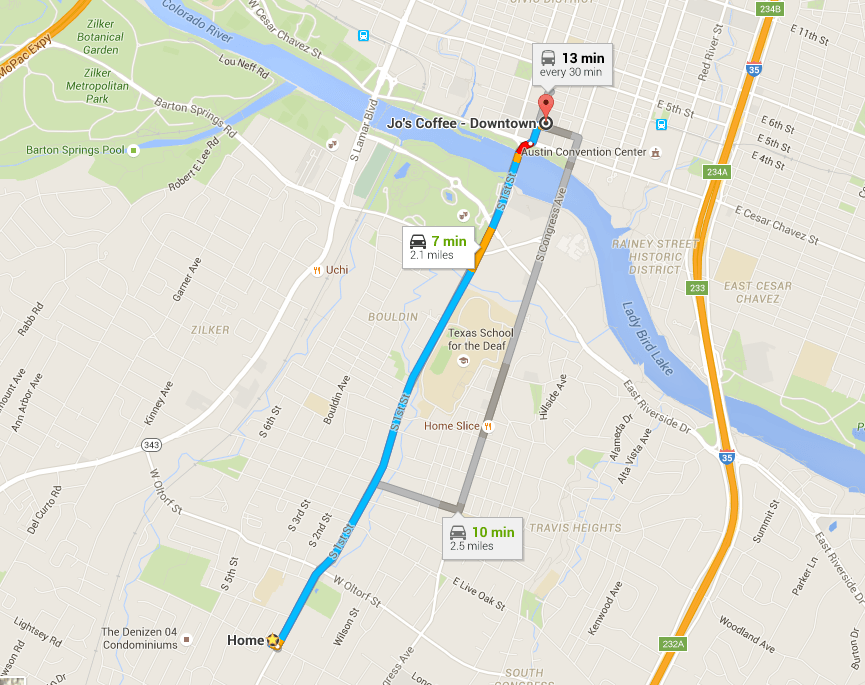 234B
W Cesar Chavez St
Colorado River
Zilker
Botanical
Garden
Red River St
E 11th St
MoPac Expy
Lou Neff Rd
13 min
every 30 min
35
Zilker
Metropolitan
Park
Barton Springs Rd
S Lamar Blvd
E 5th St
E 6th St
Jo's Coffee - Downtown
E 5th St
E 4th St
Barton Springs Pool
Austin Convention Center
Robert E Lee Rd
234A
S 1st St
E Cesar Chavez St
S Congress Ave
7 min
2.1 miles
RAINEY STREET
HISTORIC
DISTRICT
Uchi
Garner Ave
233
EAST CESAR
CHAVEZ
Rabb Rd
ZILKER
BOULDIN
Lady Bird Lake
Texas School
for the Deaf
Ann Arbor Ave
Kinney Ave
Bouldin Ave
Hillside Ave
East Riverside Dr
S 6th St
S 1st St
Home Slice
Alameda Dr
Alta Vista Ave
343
35
W Oltorf St
Del Curto Rd
S 3rd St
S 2nd St
S 1st St
10 min
2.5 miles
TRAVIS HEIGHTS
Summit St
East Riverside Dr
S 5th St
W Oltorf St
E Live Oak St
Parker Ln
Kenwood Ave
Lightsey Rd
The Denizen 04
Condominiums
Home
Wilson St
Woodland Ave
Burton Dr
232A
SOUTH
CONGRESS